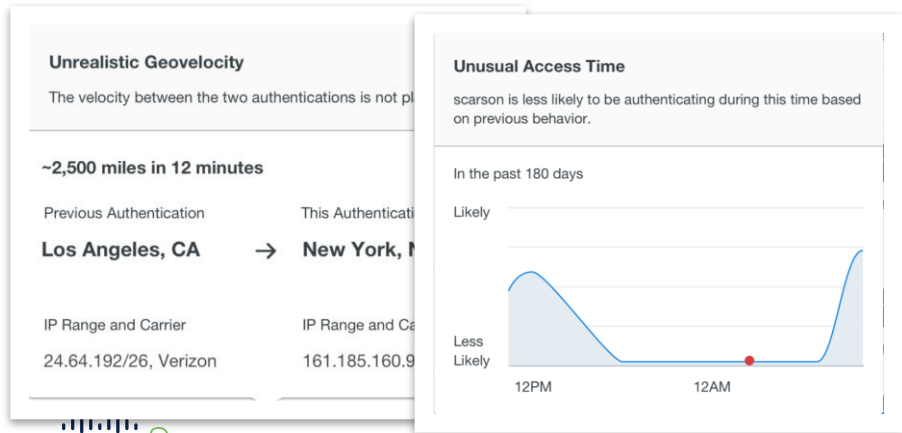 Unrealistic Geovelocity
The velocity between the two authentications is not
~2,500 miles in 12 minutes
Previous Authentication
This
Los Angeles, CA → New York,
IP Range and Carrier
IP Range and
24.64.192/26, Verizon
161.185.160.9
Unusual Access Time
scarson is less likely to be authenticating during this time based
on previous behavior.
In the past 180 days
Likely
Less
Likely
12PM
12AM